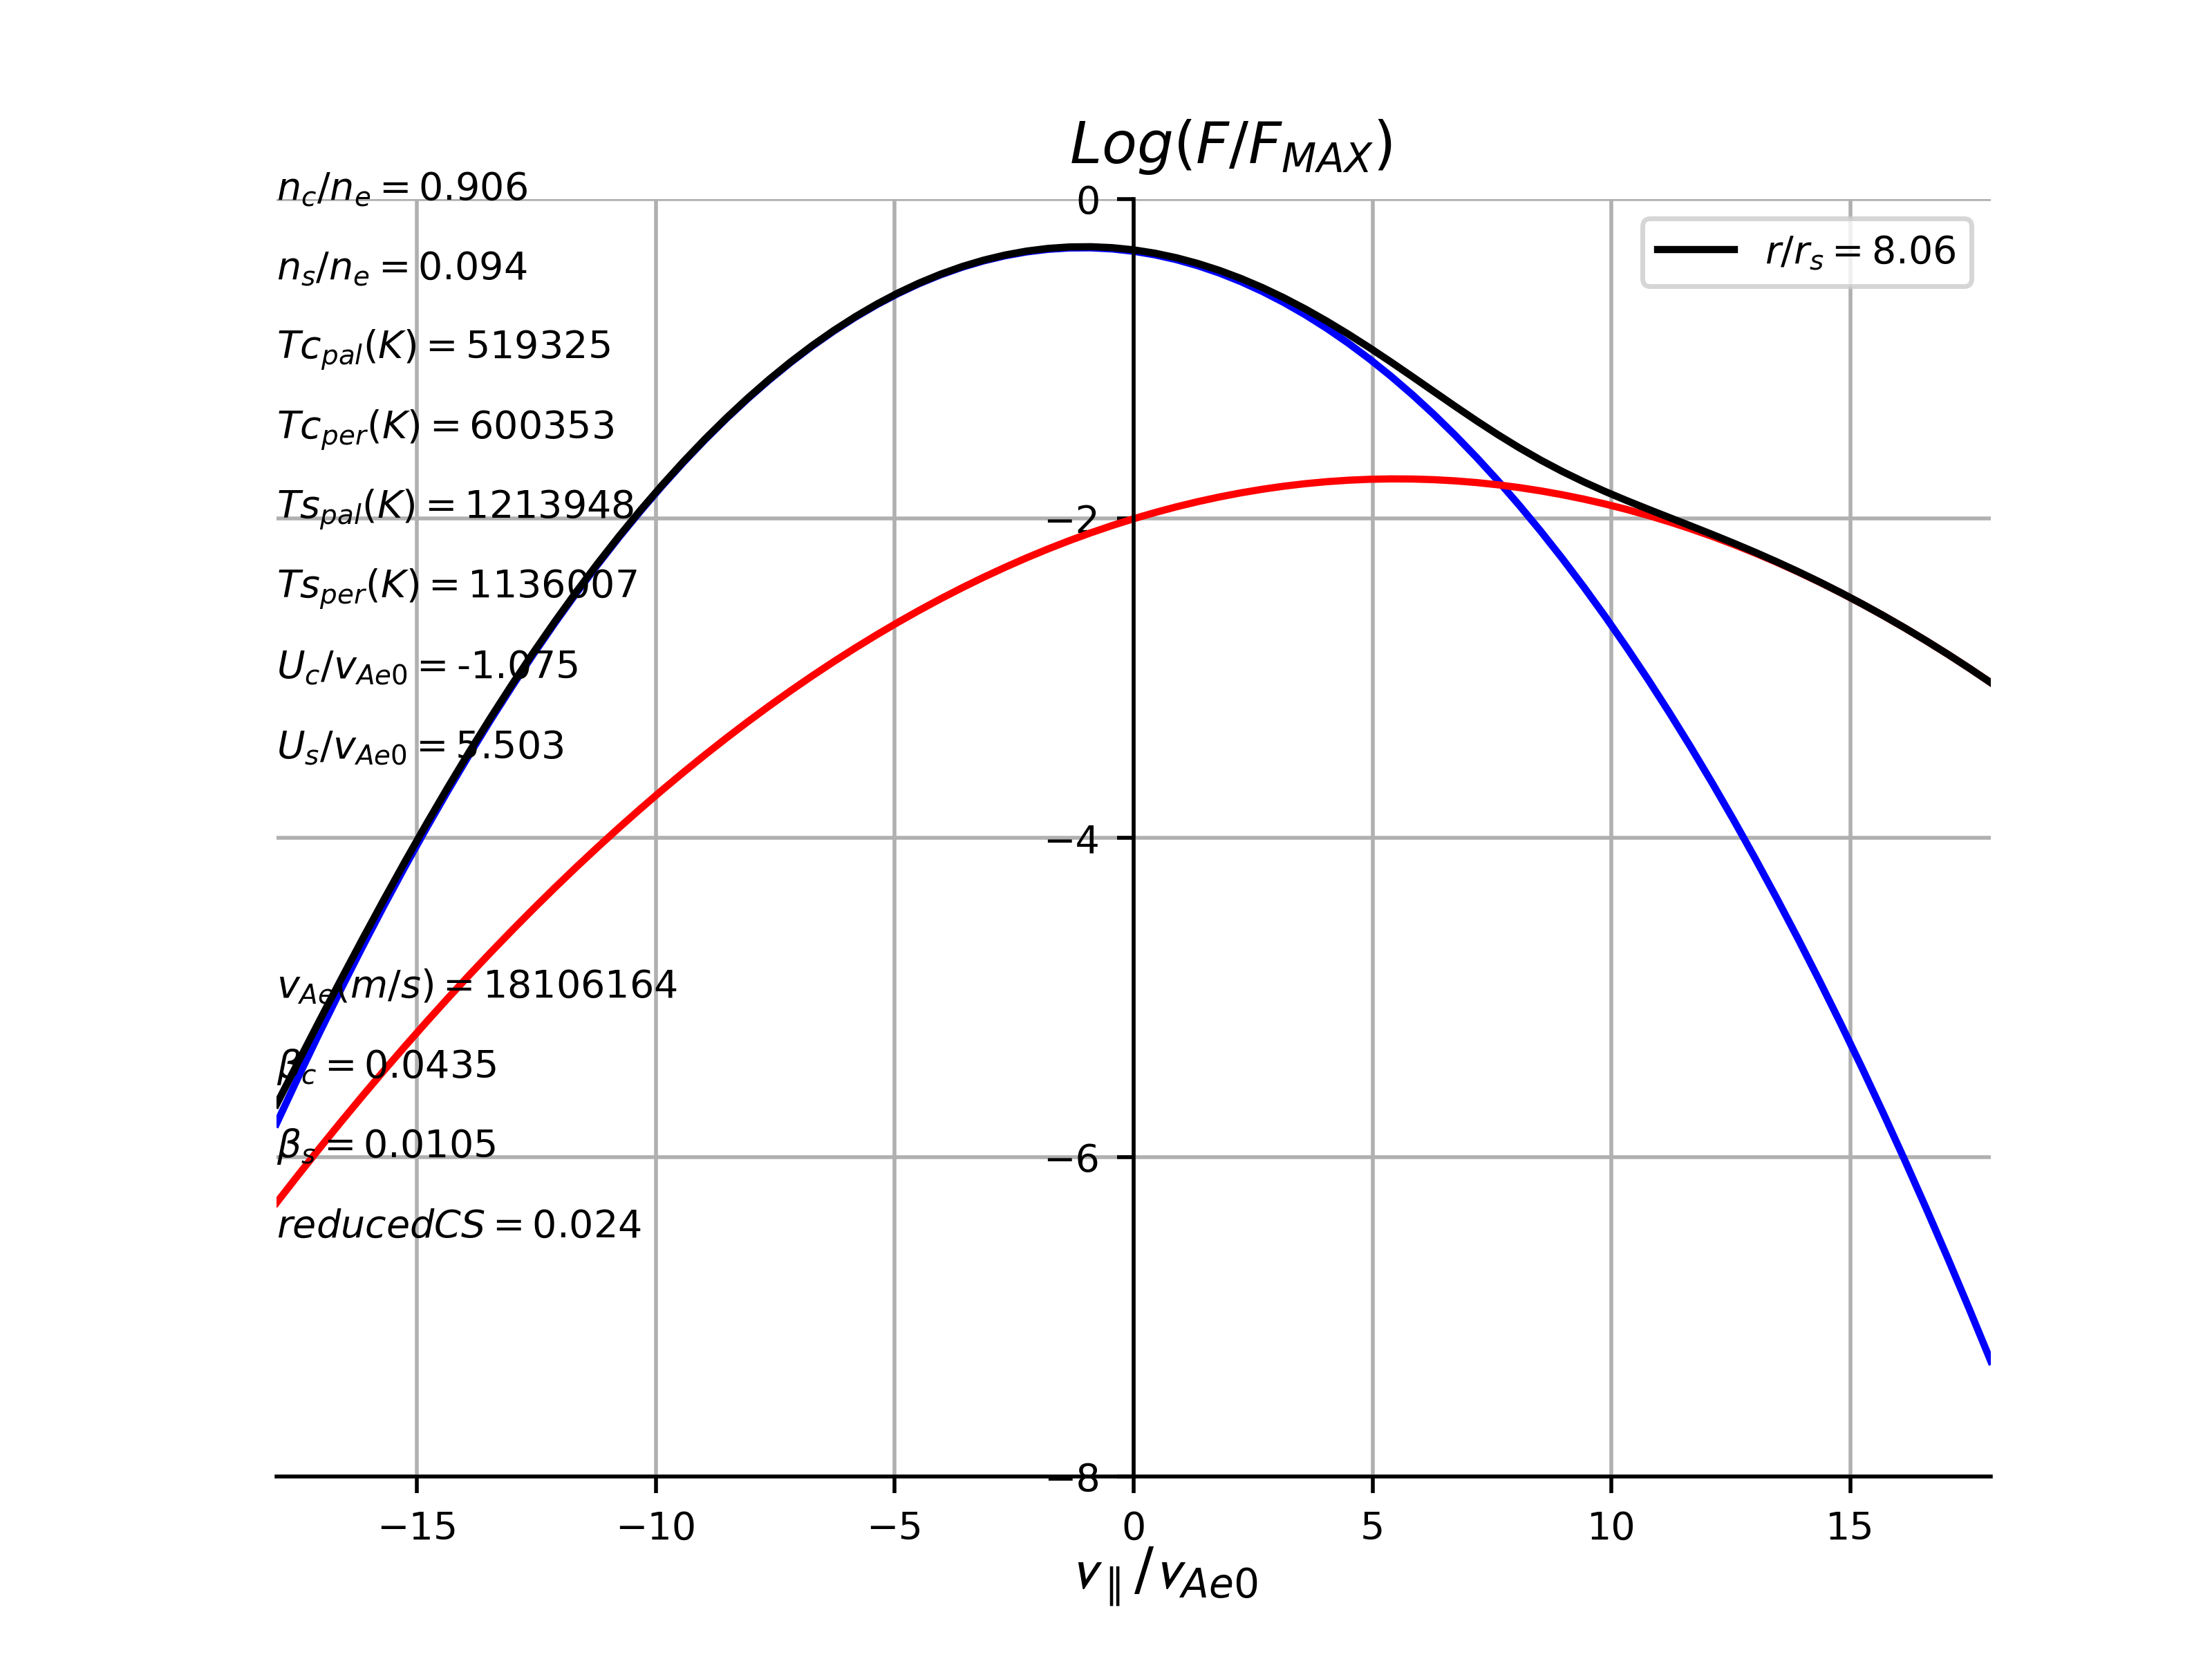 Log(F/F_MAX)
n_c/n_e = 0.906
0
r/r_s = 8.06
n_s/n_e = 0.094
Tc_pal(K) = 519325
Tc_per(K) = 600353
Ts_pal(K) = 1213948
−2
Ts_per(K) = 1136007
U_c/v_Ae0 = -1.075
U_s/v_Ae0 = 5.503
−4
v_Ae(m/s) = 18106164
β_c = 0.0435
β_s = 0.0105
−6
reducedCS = 0.024
−8
−15 −10 −5 0 5 10 15
v_∥/v_Ae0